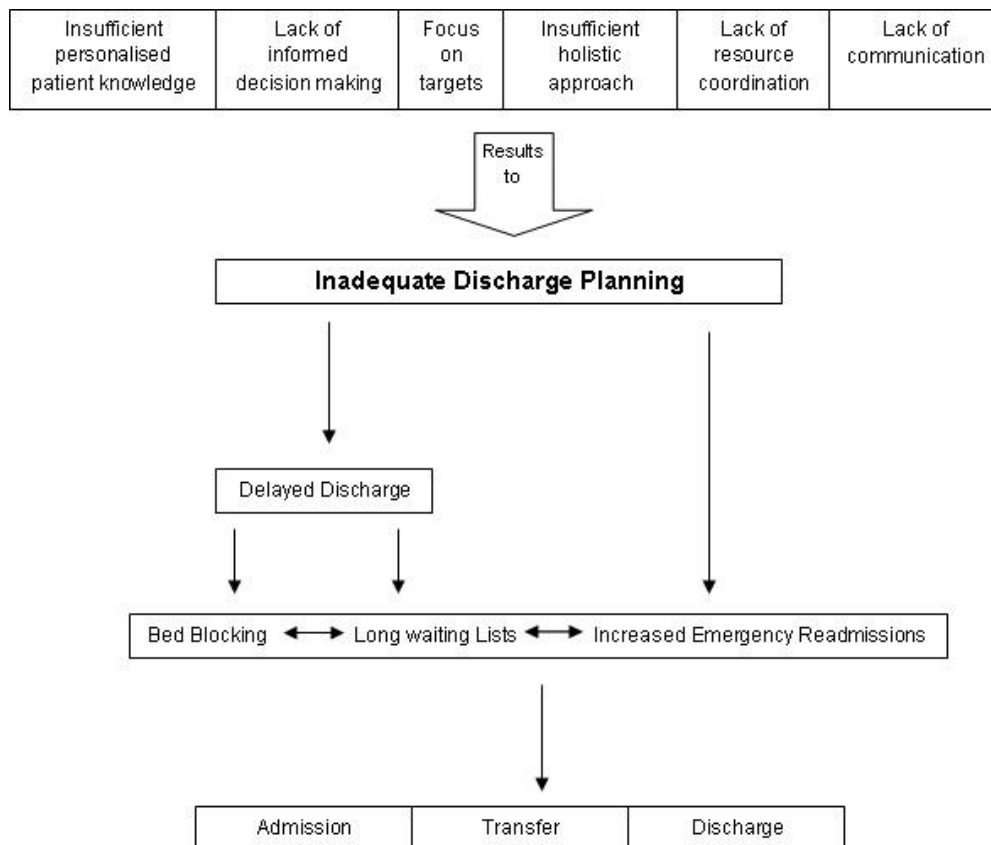 Insufficient
personalised
patient knowledge
Lack of
informed
decision making
Focus
on
targets
Insufficient
holistic
approach
Lack of
resource
coordination
Lack of
communication
Results
to
Inadequate Discharge Planning
Delayed Discharge
Bed Blocking
Long waiting Lists
Increased Emergency Readmissions
Admission
Transfer
Discharge